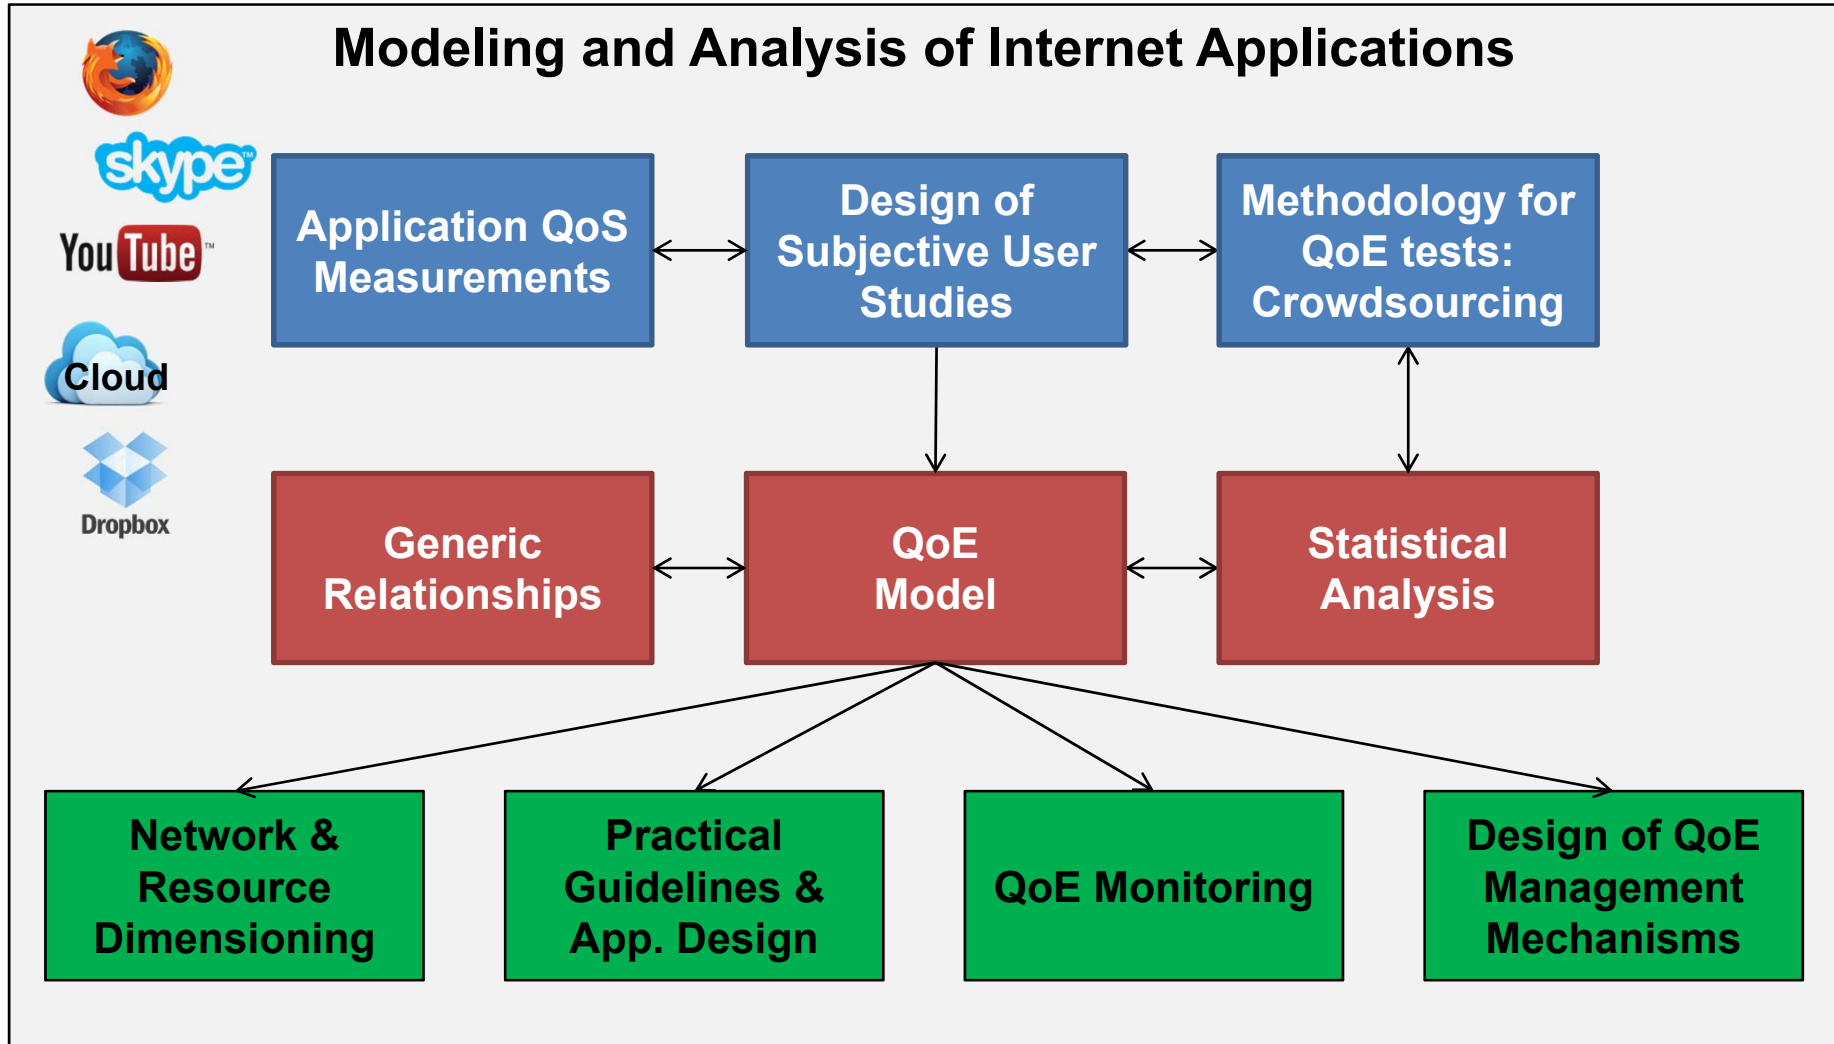 Modeling and Analysis of Internet Applications
skype™
YouTube™
Cloud
Dropbox
Application QoS
Measurements
Design of
Subjective User
Studies
Methodology for
QoE tests:
Crowdsourcing
Generic
Relationships
QoE
Model
Statistical
Analysis
Network &
Resource
Dimensioning
Practical
Guidelines &
App. Design
QoE Monitoring
Design of QoE
Management
Mechanisms